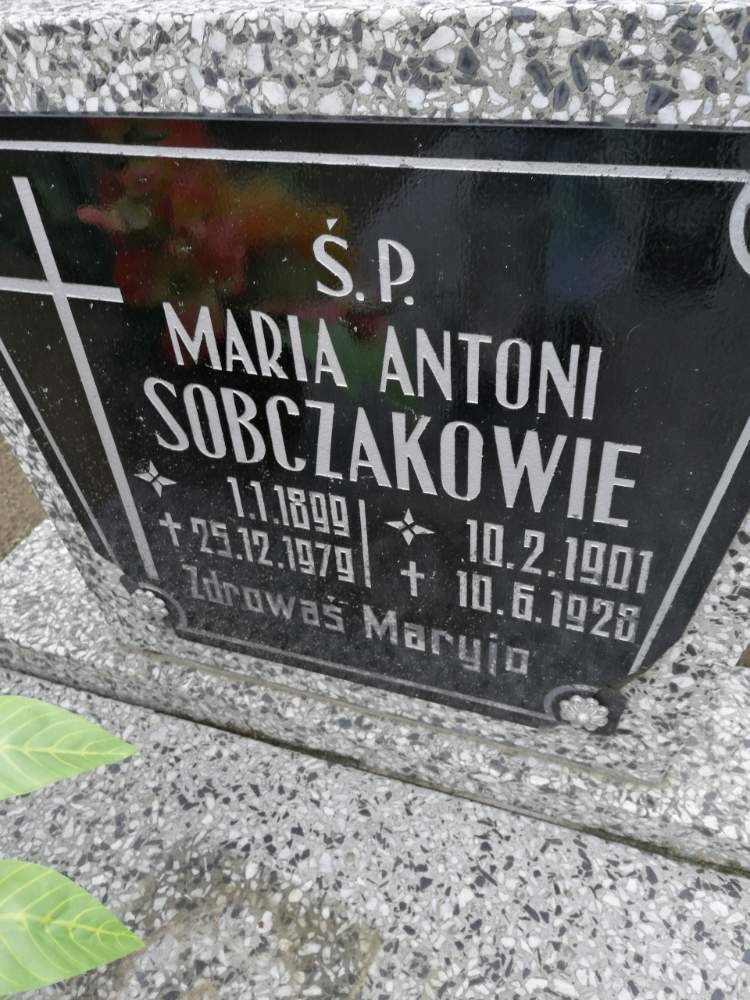 Ś.P.
MARIA ANTONI
SOBCZAKOWIE
1.1.1899 10.2.1901
25.12.1979 10.6.1928
Zdrowaś Maryjo